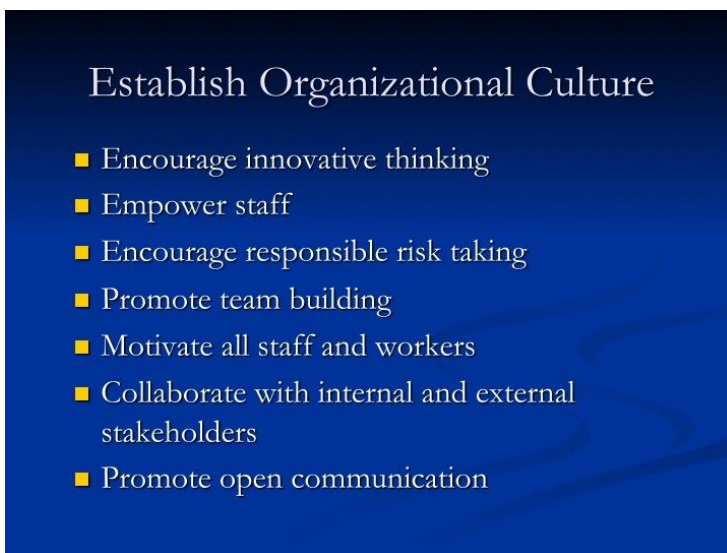 Establish Organizational Culture
Encourage innovative thinking
Empower staff
Encourage responsible risk taking
Promote team building
Motivate all staff and workers
Collaborate with internal and external
stakeholders
Promote open communication